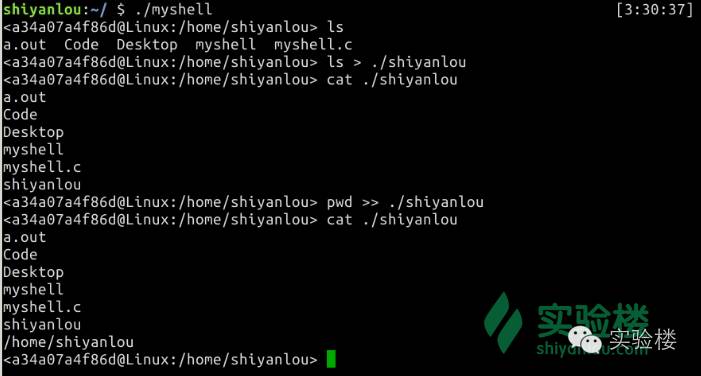 shiyanlou:~/ $ ./myshell [3:30:37]
<a34a07a4f86d@Linux:/home/shiyanlou> ls
a.out  Code  Desktop  myshell  myshell.c
<a34a07a4f86d@Linux:/home/shiyanlou> ls > ./shiyanlou
<a34a07a4f86d@Linux:/home/shiyanlou> cat ./shiyanlou
a.out
Code
Desktop
myshell
myshell.c
shiyanlou
<a34a07a4f86d@Linux:/home/shiyanlou> pwd >> ./shiyanlou
<a34a07a4f86d@Linux:/home/shiyanlou> cat ./shiyanlou
a.out
Code
Desktop
myshell
myshell.c
shiyanlou
/home/shiyanlou
<a34a07a4f86d@Linux:/home/shiyanlou>
实验楼
实验楼
shiyanlou.com